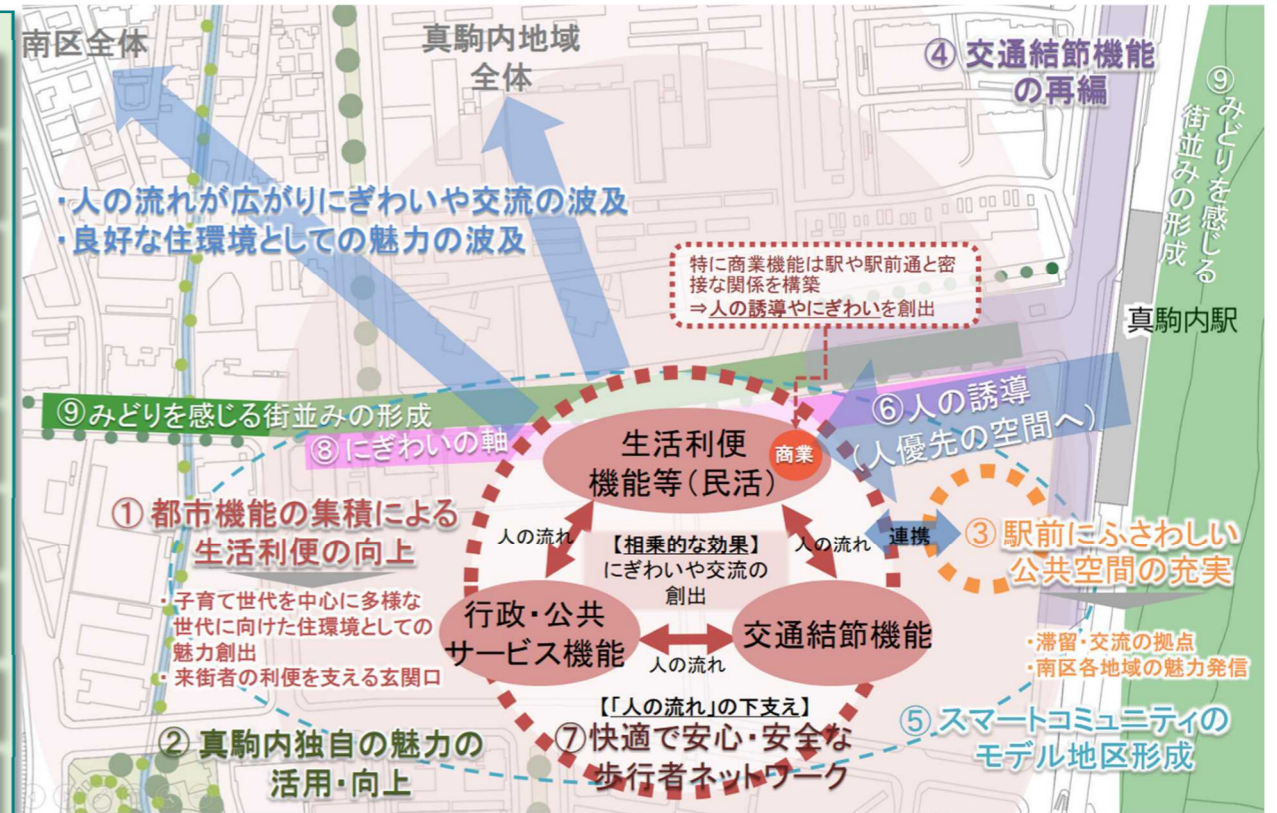 南区全体
真駒内地域
全体
④ 交通結節機能
の再編
⑨みどりを感じる
街並みの形成
・人の流れが広がりにぎわいや交流の波及
・良好な住環境としての魅力の波及
特に商業機能は駅や駅前通と密
接な関係を構築
⇒人の誘導やにぎわいを創出
真駒内駅
⑨みどりを感じる街並みの形成
⑧にぎわいの軸
⑥人の誘導
(人優先の空間へ)
生活利便
機能等(民活)
商業
① 都市機能の集積による
生活利便の向上
・子育て世代を中心に多様な
世代に向けた住環境としての
魅力創出
・来街者の利便を支える玄関口
人の流れ
【相乗的な効果】
にぎわいや交流の
創出
人の流れ
連携
③ 駅前にふさわしい
公共空間の充実
・滞留・交流の拠点
・南区各地域の魅力発信
行政・公共
サービス機能
人の流れ
交通結節機能
【「人の流れ」の下支え】
⑦快適で安心・安全な
歩行者ネットワーク
② 真駒内独自の魅力の
活用・向上
⑤ スマートコミュニティの
モデル地区形成